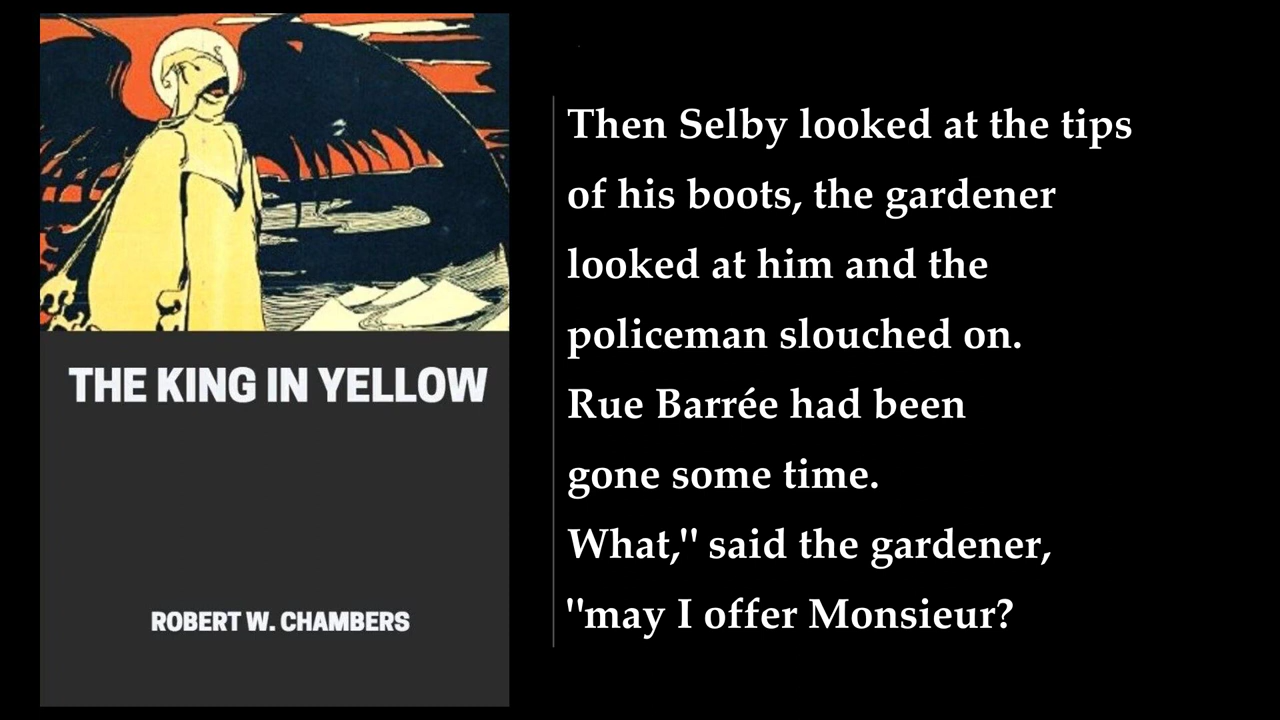 THE KING IN YELLOW
ROBERT W. CHAMBERS
Then Selby looked at the tips
of his boots, the gardener
looked at him and the
policeman slouched on.
Rue Barrée had been
gone some time.
What," said the gardener,
"may I offer Monsieur?